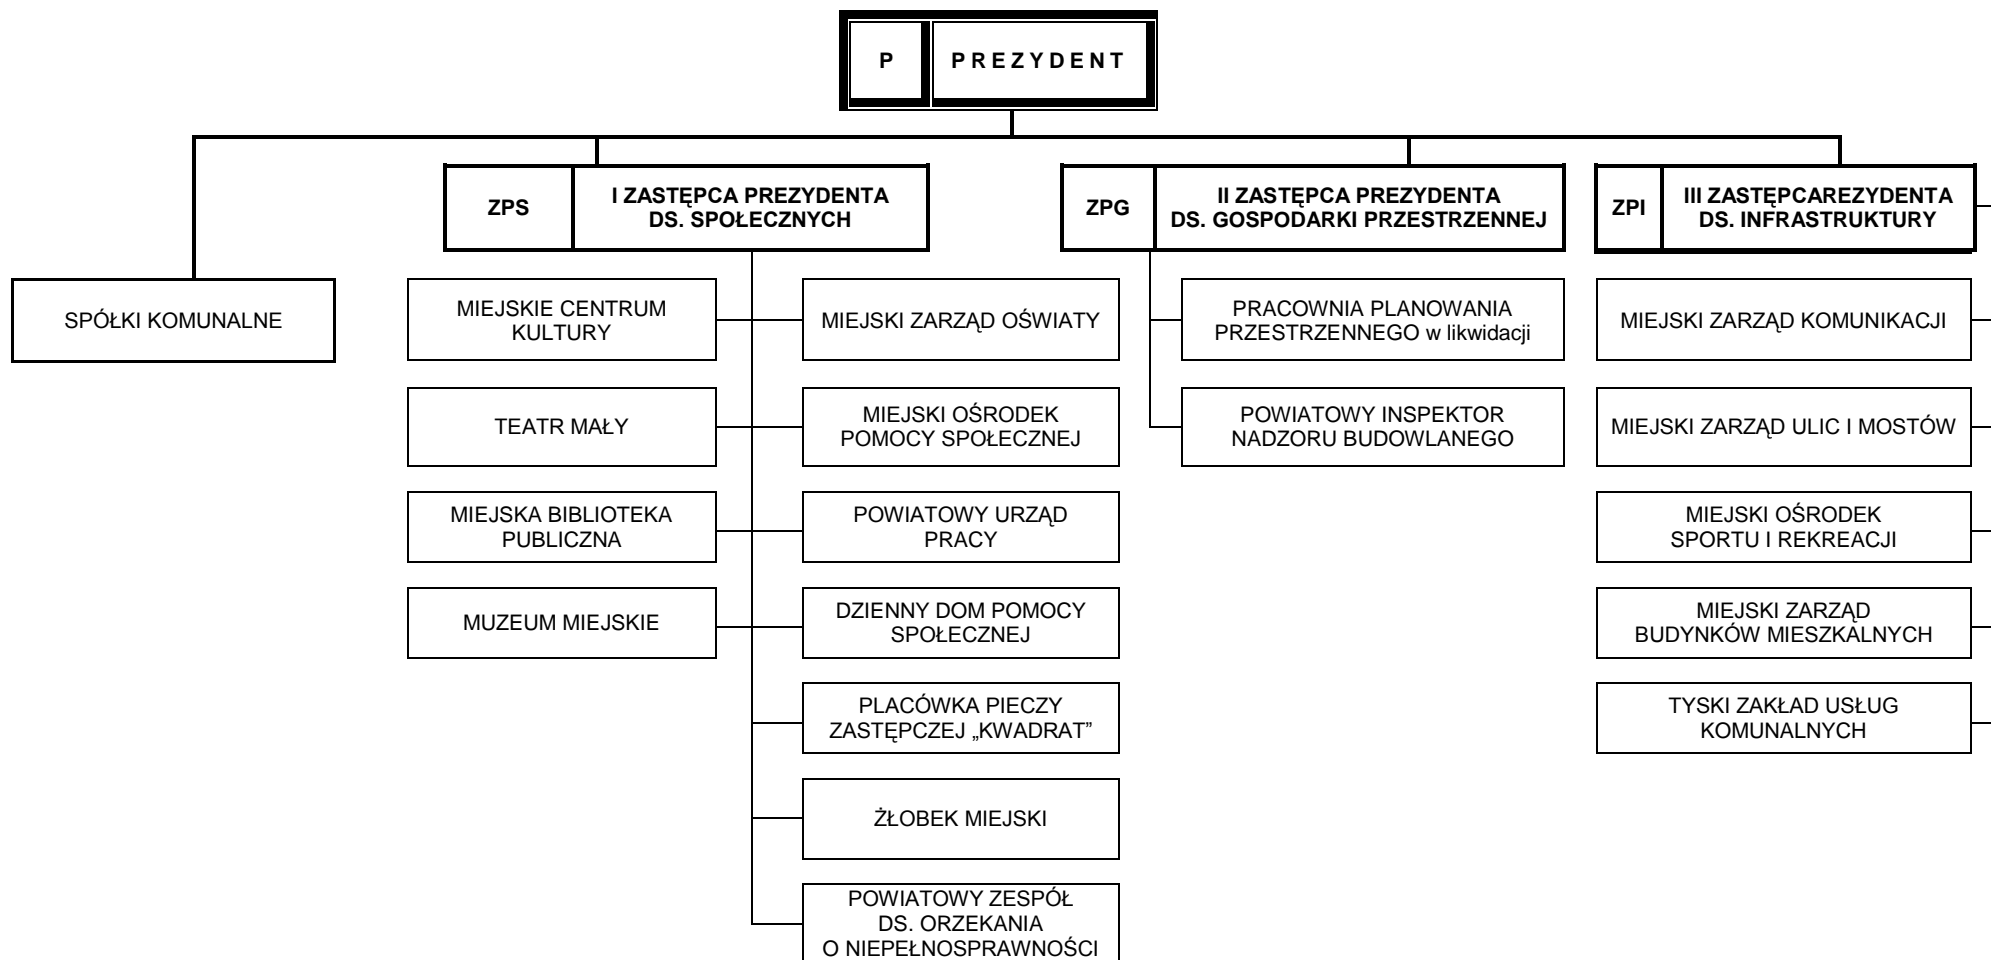 P
PREZYDENT
ZPS
I ZASTĘPCA PREZYDENTA
DS. SPOŁECZNYCH
ZPG
II ZASTĘPCA PREZYDENTA
DS. GOSPODARKI PRZESTRZENNEJ
ZPI
III ZASTĘPCAREZYDENTA
DS. INFRASTRUKTURY
SPÓŁKI KOMUNALNE
MIEJSKIE CENTRUM
KULTURY
TEATR MAŁY
MIEJSKA BIBLIOTEKA
PUBLICZNA
MUZEUM MIEJSKIE
MIEJSKI ZARZĄD OŚWIATY
MIEJSKI OŚRODEK
POMOCY SPOŁECZNEJ
POWIATOWY URZĄD
PRACY
DZIENNY DOM POMOCY
SPOŁECZNEJ
PLACÓWKA PIECZY
ZASTĘPCZEJ „KWADRAT”
ŻŁOBEK MIEJSKI
POWIATOWY ZESPÓŁ
DS. ORZEKANIA
O NIEPEŁNOSPRAWNOŚCI
PRACOWNIA PLANOWANIA
PRZESTRZENNEGO w likwidacji
POWIATOWY INSPEKTOR
NADZORU BUDOWLANEGO
MIEJSKI ZARZĄD KOMUNIKACJI
MIEJSKI ZARZĄD ULIC I MOSTÓW
MIEJSKI OŚRODEK
SPORTU I REKREACJI
MIEJSKI ZARZĄD
BUDYNKÓW MIESZKALNYCH
TYSKI ZAKŁAD USŁUG
KOMUNALNYCH